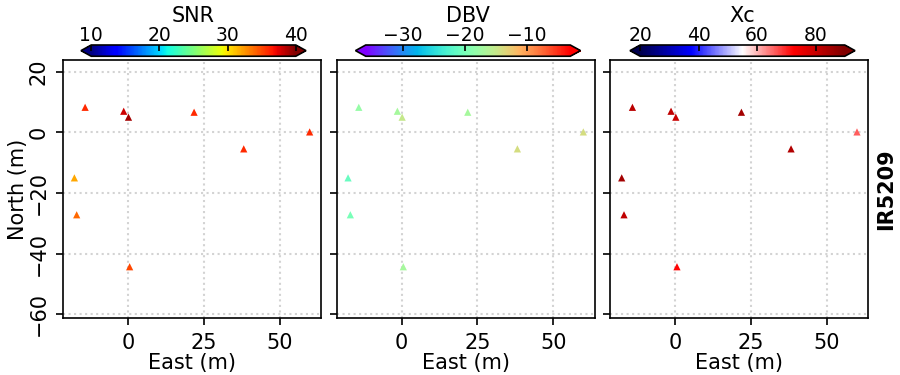 SNR DBV Xc
10 20 30 40 −30 −20 −10 20 40 60 80
20
0
−20
−40
−60
North (m)
IR5209
0 25 50 0 25 50 0 25 50
East (m) East (m) East (m)